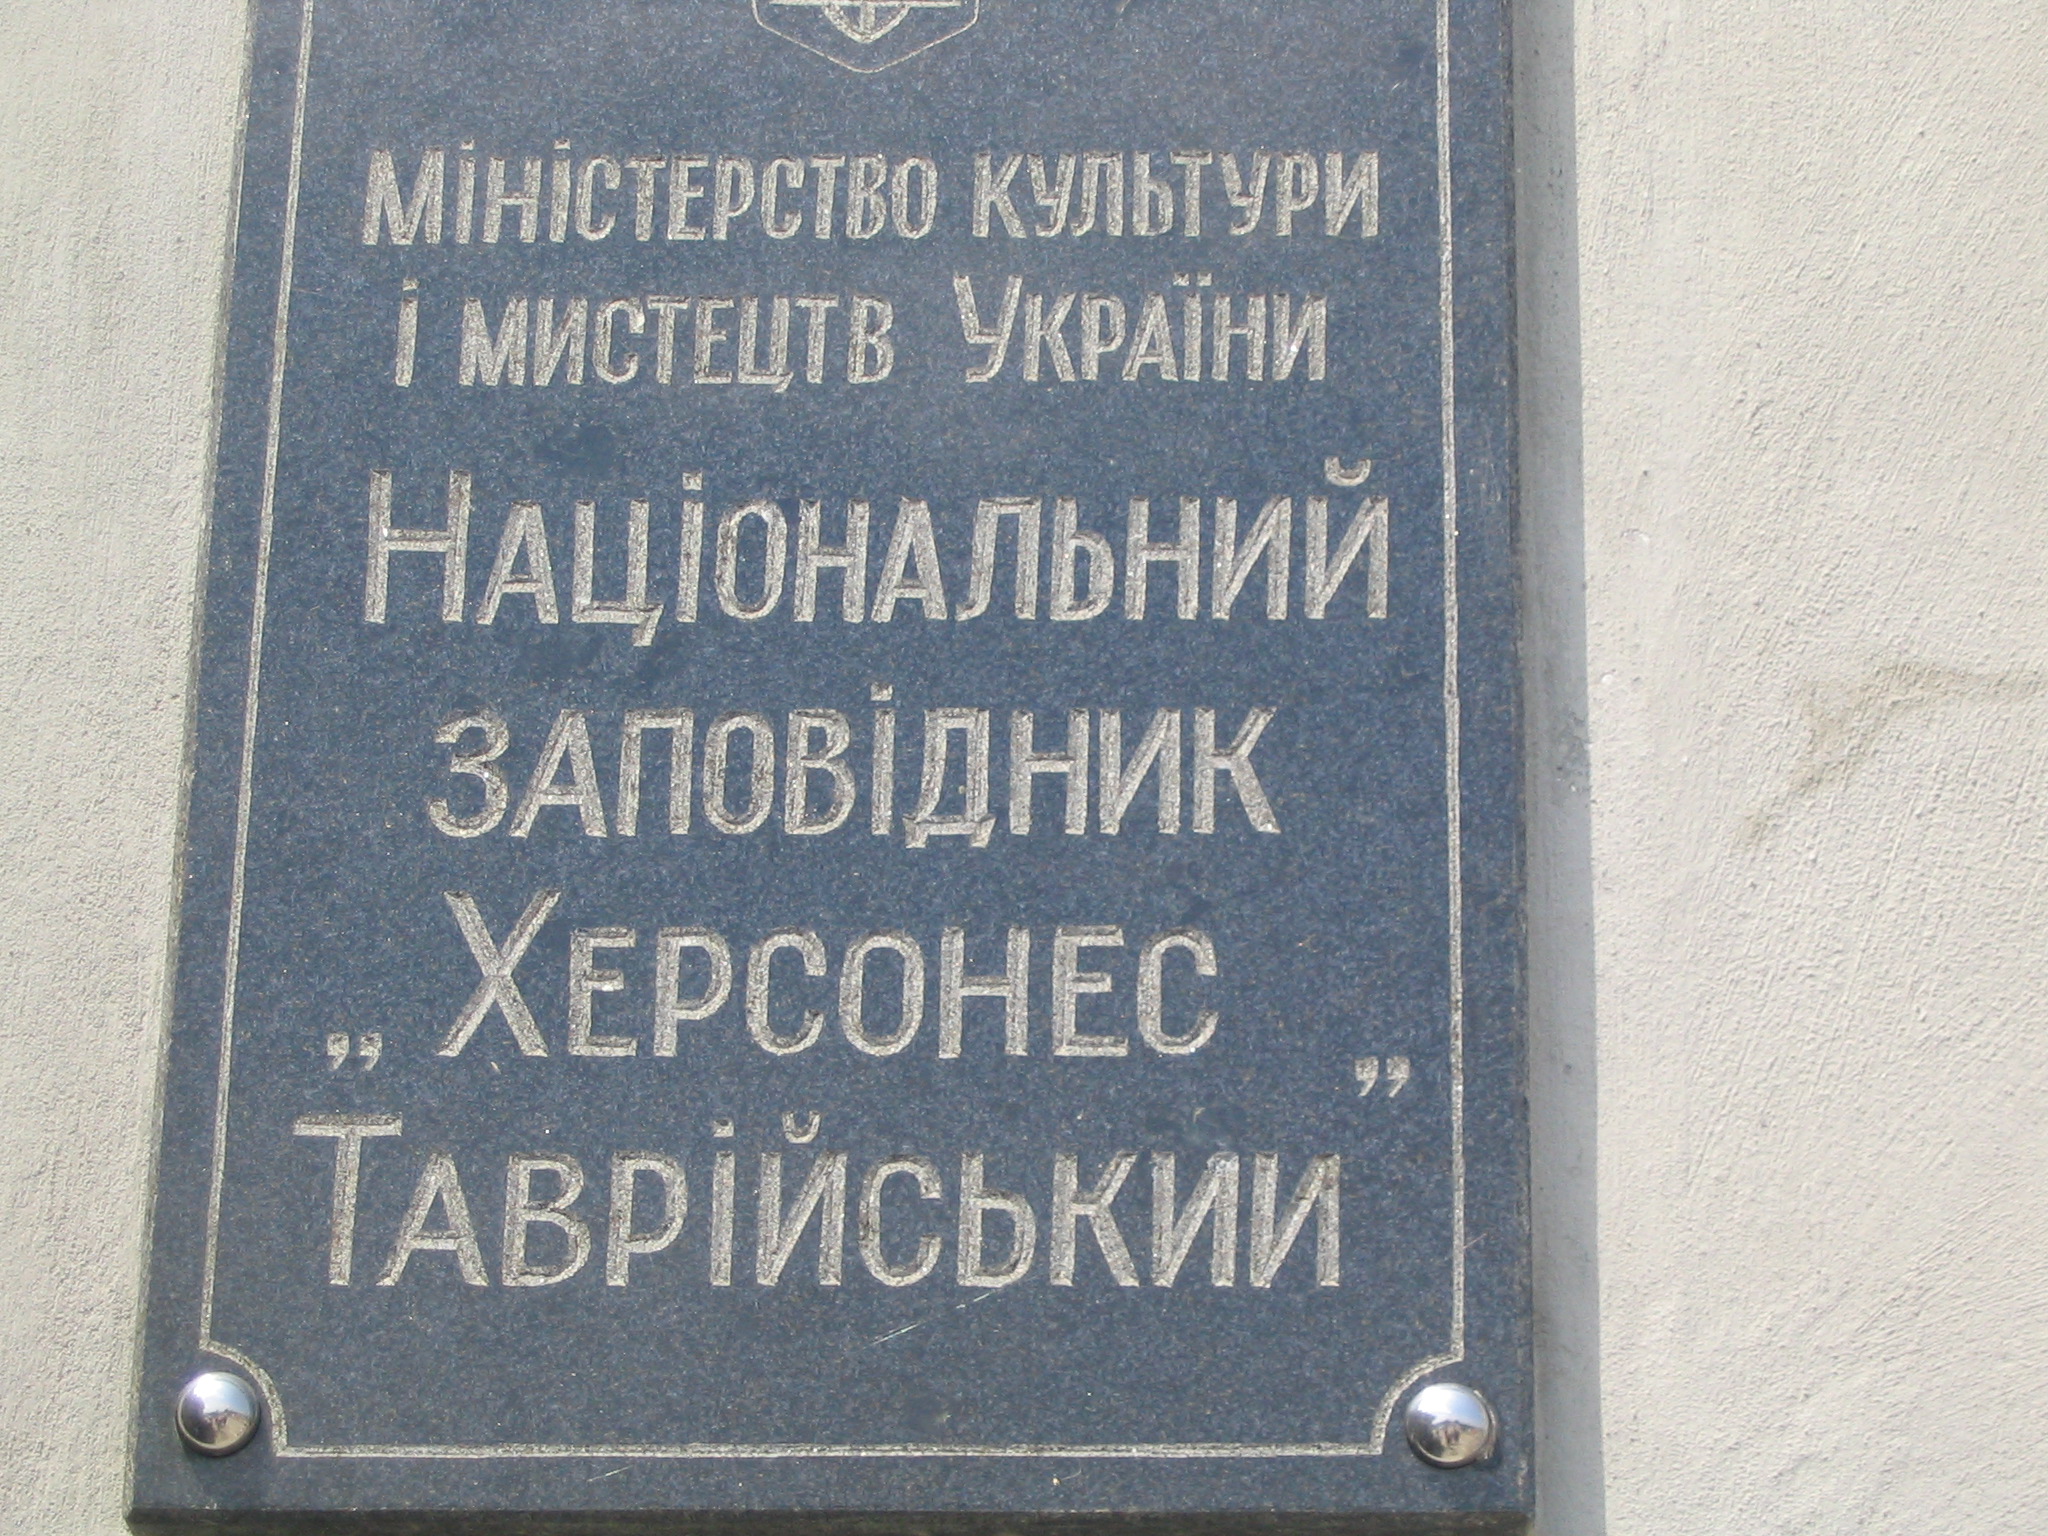 Міністерство культури
і мистецтв України
Національний
заповідник
„Херсонес
Таврійськии„